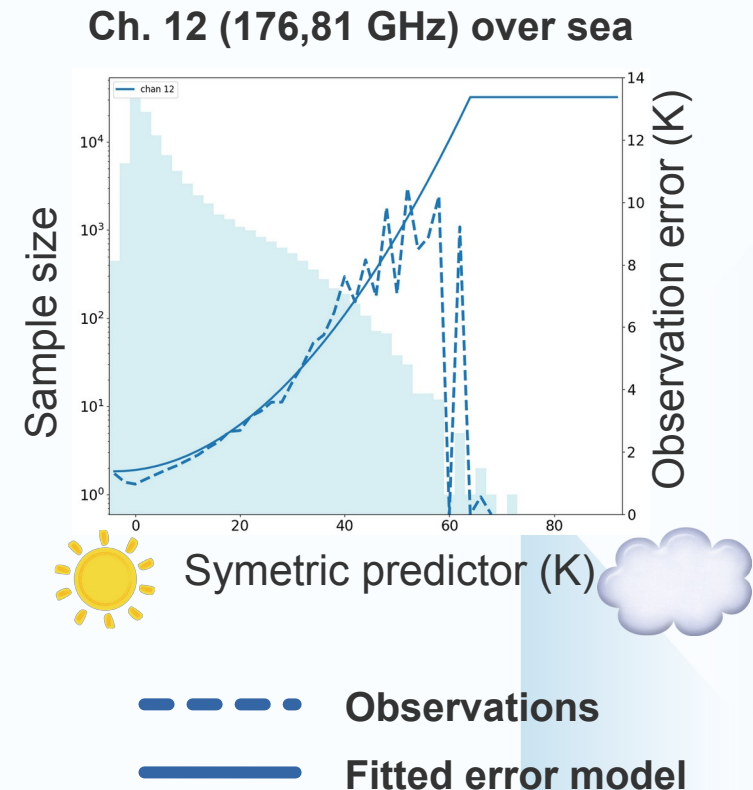 Ch. 12 (176,81 GHz) over sea
chan 12
Sample size
10⁴
10³
10²
10¹
10⁰
14
12
10
8
6
4
2
0
Observation error (K)
0 20 40 60 80
Symetric predictor (K)
Observations
Fitted error model